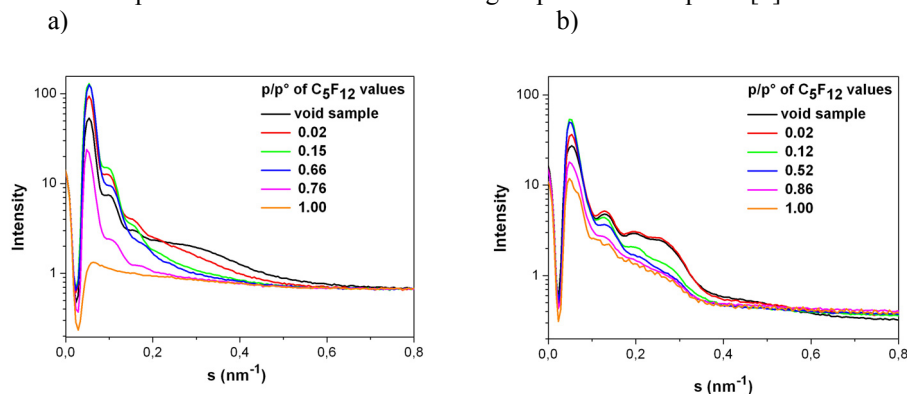 a) b)
p/p° of C5F12 values
void sample
0.02
0.15
0.66
0.76
1.00
100
10
1
Intensity
0,0 0,2 0,4 0,6 0,8
s (nm-1)
p/p° of C5F12 values
void sample
0.02
0.12
0.52
0.86
1.00
100
10
1
Intensity
0,0 0,2 0,4 0,6 0,8
s (nm-1)